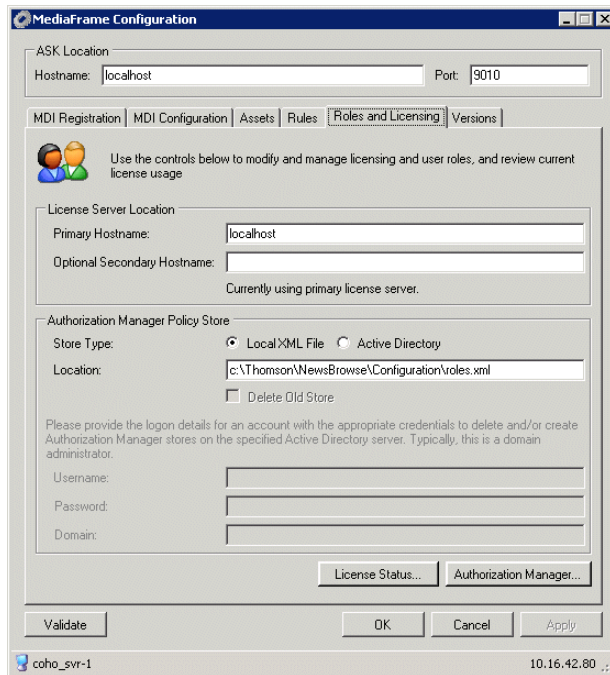 MediaFrame Configuration
ASK Location
Hostname: localhost Port: 9010
MDI Registration MDI Configuration Assets Rules Roles and Licensing Versions
Use the controls below to modify and manage licensing and user roles, and review current
license usage
License Server Location
Primary Hostname: localhost
Optional Secondary Hostname:
Currently using primary license server.
Authorization Manager Policy Store
Store Type: Local XML File Active Directory
Location: c:\Thomson\NewsBrowse\Configuration\roles.xml
Delete Old Store
Please provide the logon details for an account with the appropriate credentials to delete and/or create
Authorization Manager stores on the specified Active Directory server. Typically, this is a domain
administrator.
Username:
Password:
Domain:
License Status... Authorization Manager...
Validate OK Cancel Apply
coho_svr-1 10.16.42.80